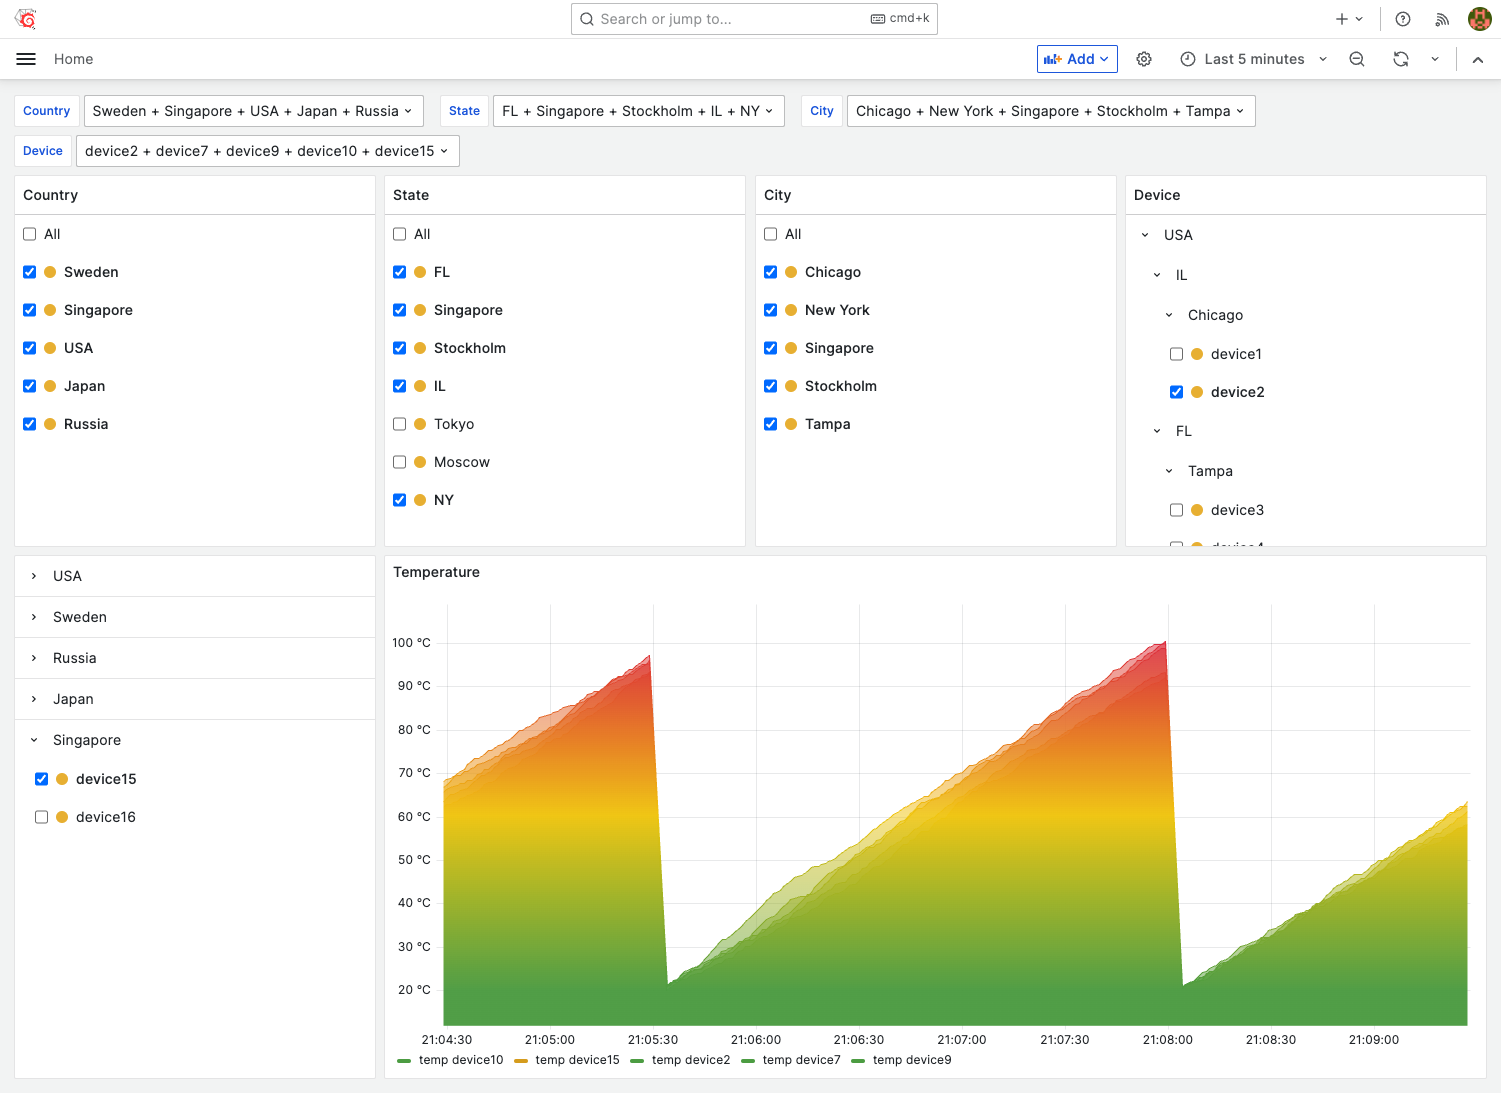 Search or jump to... cmd+k
Home Add Last 5 minutes
Country Sweden + Singapore + USA + Japan + Russia State FL + Singapore + Stockholm + IL + NY City Chicago + New York + Singapore + Stockholm + Tampa
Device device2 + device7 + device9 + device10 + device15
Country
All
Sweden
Singapore
USA
Japan
Russia
State
All
FL
Singapore
Stockholm
IL
Tokyo
Moscow
NY
City
All
Chicago
New York
Singapore
Stockholm
Tampa
Device
USA
IL
Chicago
device1
device2
FL
Tampa
device3
device4
USA
Sweden
Russia
Japan
Singapore
device15
device16
Temperature
100 °C
90 °C
80 °C
70 °C
60 °C
50 °C
40 °C
30 °C
20 °C
21:04:30 21:05:00 21:05:30 21:06:00 21:06:30 21:07:00 21:07:30 21:08:00 21:08:30 21:09:00
temp device10 temp device15 temp device2 temp device7 temp device9